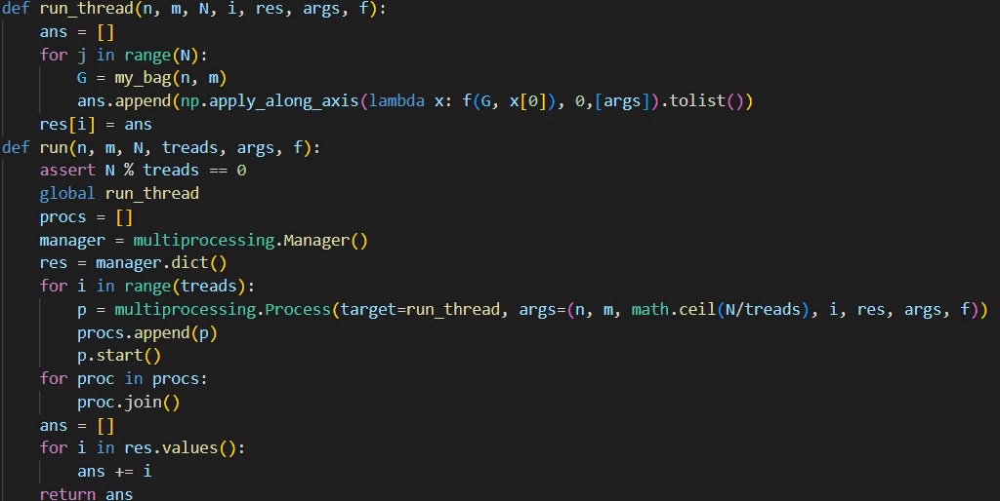 def run_thread(n, m, N, i, res, args, f):
    ans = []
    for j in range(N):
        G = my_bag(n, m)
        ans.append(np.apply_along_axis(lambda x: f(G, x[0]), 0,[args]).tolist())
    res[i] = ans
def run(n, m, N, treads, args, f):
    assert N % treads == 0
    global run_thread
    procs = []
    manager = multiprocessing.Manager()
    res = manager.dict()
    for i in range(treads):
        p = multiprocessing.Process(target=run_thread, args=(n, m, math.ceil(N/treads), i, res, args, f))
        procs.append(p)
        p.start()
    for proc in procs:
        proc.join()
    ans = []
    for i in res.values():
        ans += i
    return ans